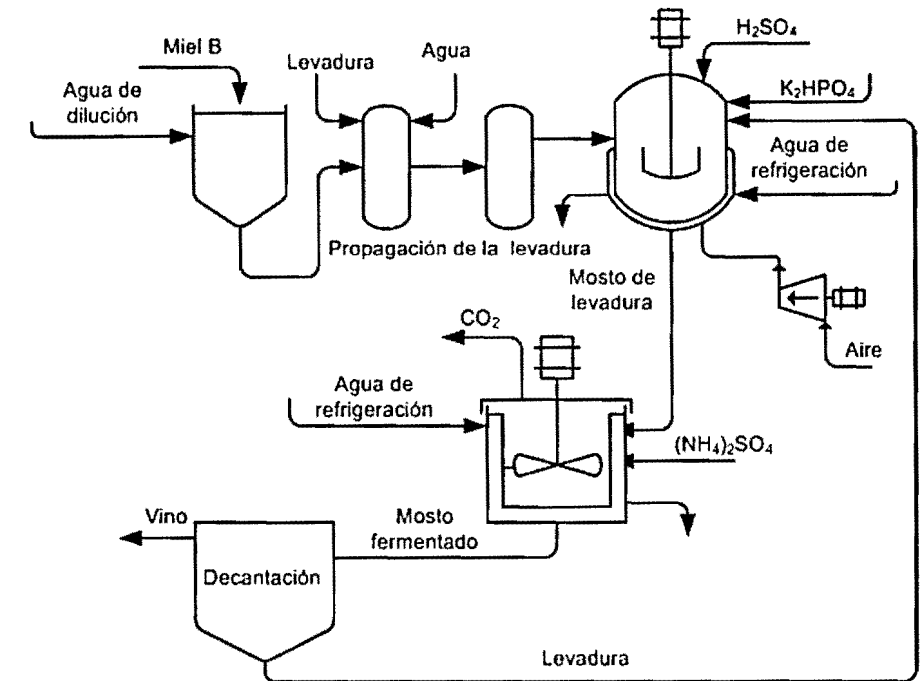 Miel B
Levadura
Agua
H₂SO₄
K₂HPO₄
Agua de
dilución
Agua de
refrigeración
Propagación de la levadura
Mosto de
levadura
Aire
CO₂
Agua de
refrigeración
(NH₄)₂SO₄
Vino
Mosto
fermentado
Decantación
Levadura